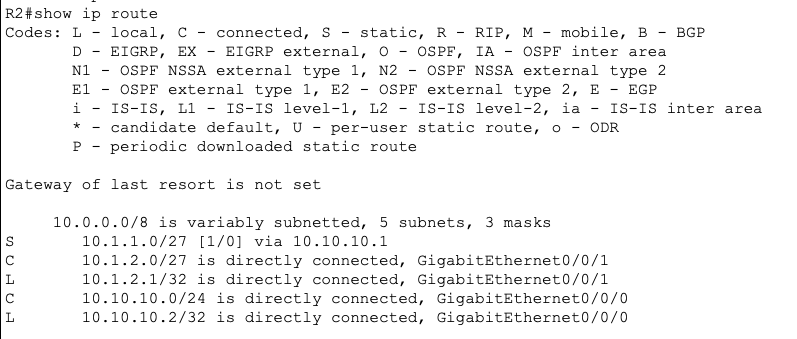 R2#show ip route
Codes: L - local, C - connected, S - static, R - RIP, M - mobile, B - BGP
D - EIGRP, EX - EIGRP external, O - OSPF, IA - OSPF inter area
N1 - OSPF NSSA external type 1, N2 - OSPF NSSA external type 2
E1 - OSPF external type 1, E2 - OSPF external type 2, E - EGP
i - IS-IS, L1 - IS-IS level-1, L2 - IS-IS level-2, ia - IS-IS inter area
* - candidate default, U - per-user static route, o - ODR
P - periodic downloaded static route
Gateway of last resort is not set
10.0.0.0/8 is variably subnetted, 5 subnets, 3 masks
S 10.1.1.0/27 [1/0] via 10.10.10.1
C 10.1.2.0/27 is directly connected, GigabitEthernet0/0/1
L 10.1.2.1/32 is directly connected, GigabitEthernet0/0/1
C 10.10.10.0/24 is directly connected, GigabitEthernet0/0/0
L 10.10.10.2/32 is directly connected, GigabitEthernet0/0/0